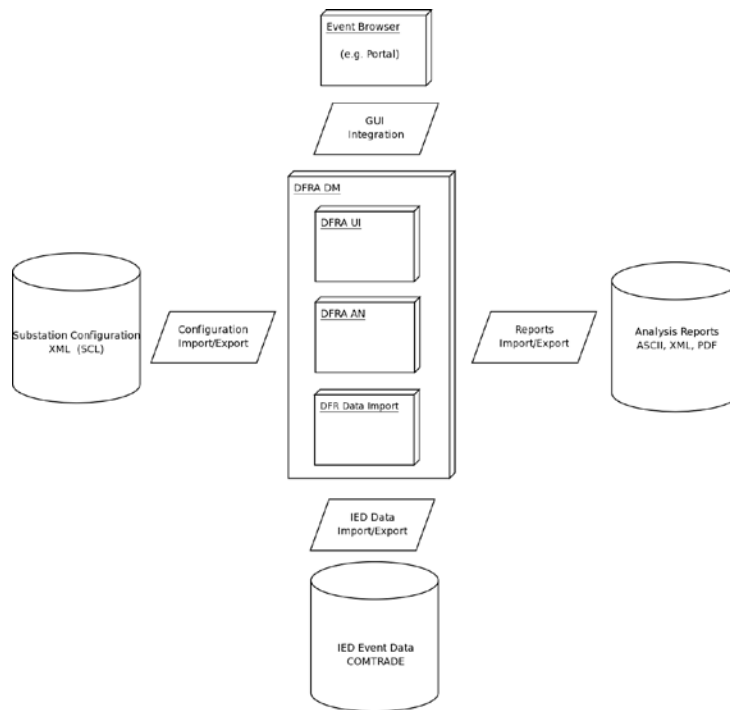 Event Browser
(e.g. Portal)
GUI
Integration
DFRA DM
DFRA UI
DFRA AN
DFR Data Import
Substation Configuration
XML (SCL)
Configuration
Import/Export
Reports
Import/Export
Analysis Reports
ASCII, XML, PDF
IED Data
Import/Export
IED Event Data
COMTRADE